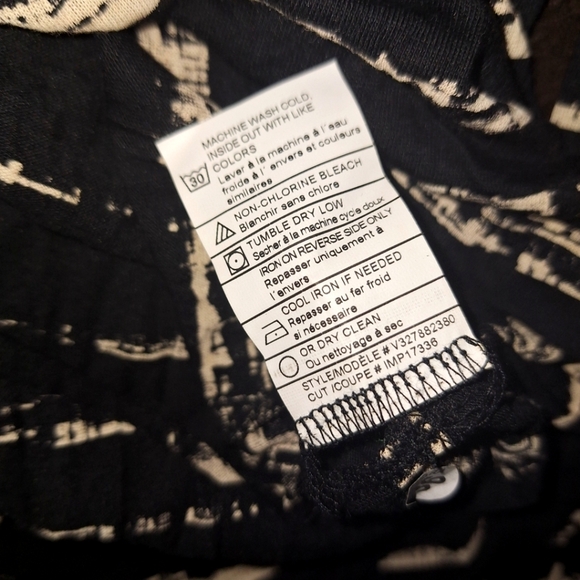 MACHINE WASH COLD,
INSIDE OUT WITH LIKE
COLORS
30
Laver à la machine à l'eau
froide à l'envers et couleurs
similaires
NON-CHLORINE BLEACH
Blanchir sans chlore
TUMBLE DRY LOW
Sécher à la machine cycle doux
IRON ON REVERSE SIDE ONLY
Repasser uniquement à
l'envers
COOL IRON IF NEEDED
Repasser au fer froid
si nécessaire
OR DRY CLEAN
Ou nettoyage à sec
STYLE/MODÈLE # V327882380
CUT /COUPE # IMP17336